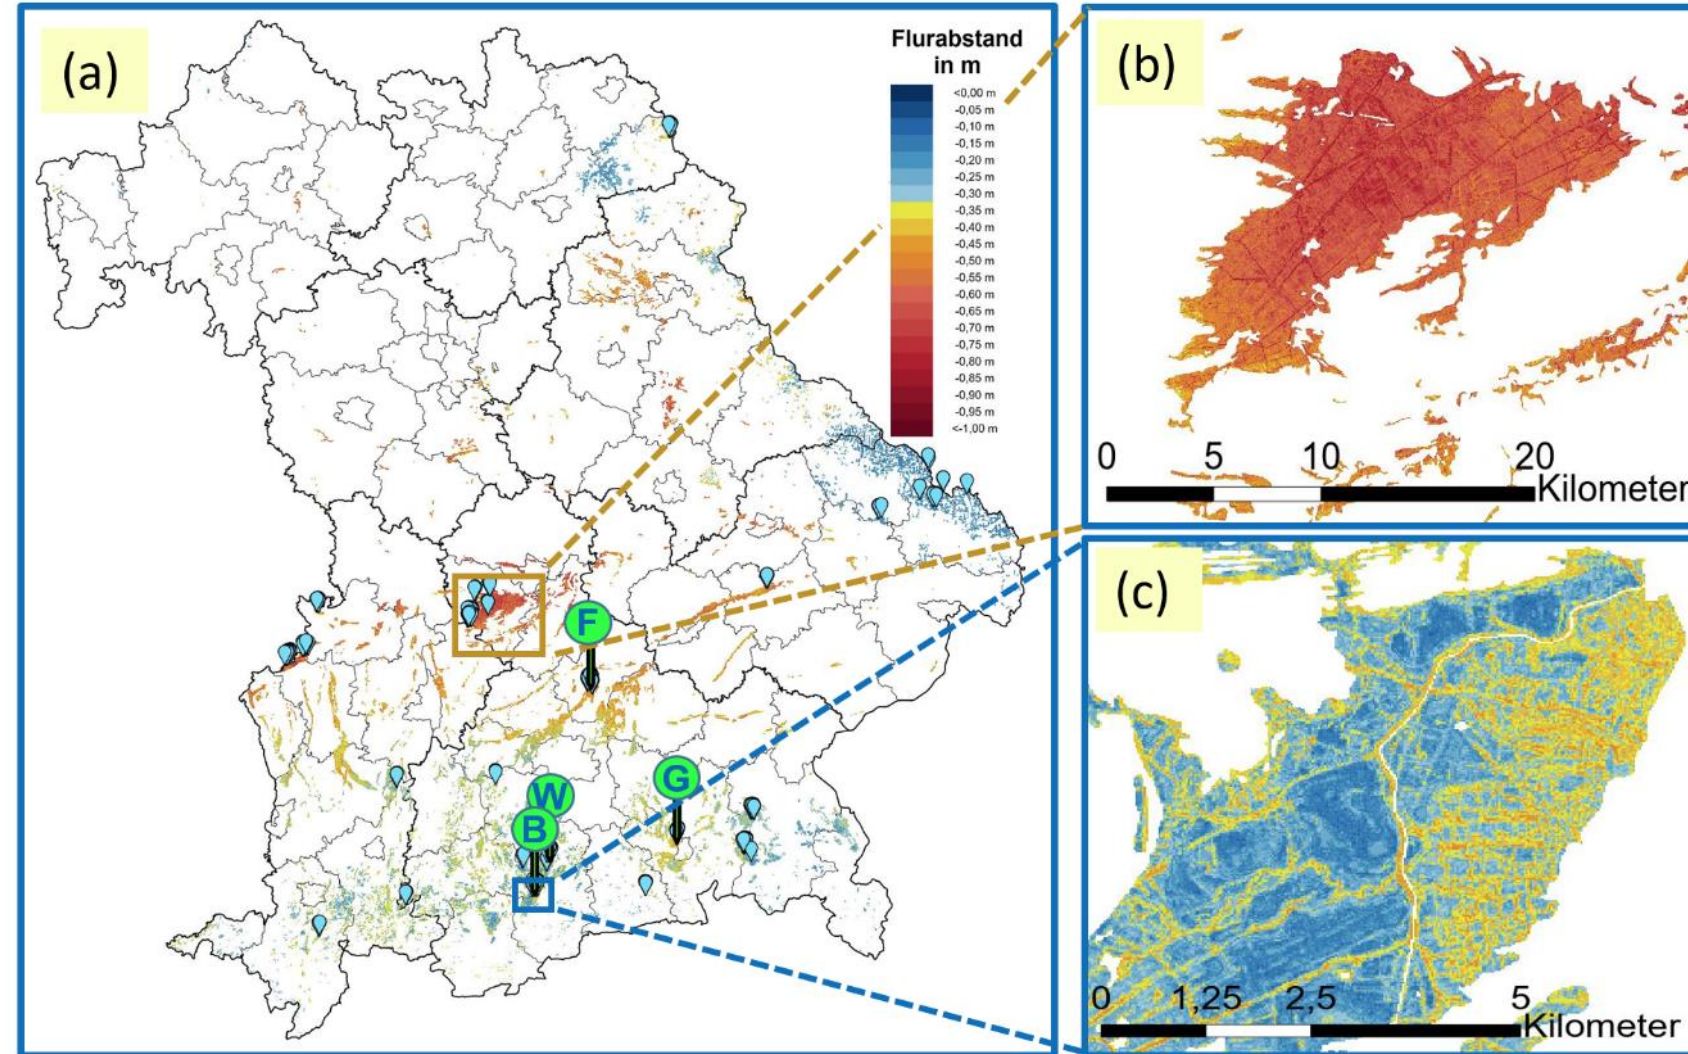 (a)
Flurabstand
in m
<0,00 m
-0,05 m
-0,10 m
-0,15 m
-0,20 m
-0,25 m
-0,30 m
-0,35 m
-0,40 m
-0,45 m
-0,50 m
-0,55 m
-0,60 m
-0,65 m
-0,70 m
-0,75 m
-0,80 m
-0,85 m
-0,90 m
-0,95 m
<-1,00 m
F
G
W
B
(b)
0 5 10 20
Kilometer
(c)
0 1,25 2,5 5
Kilometer